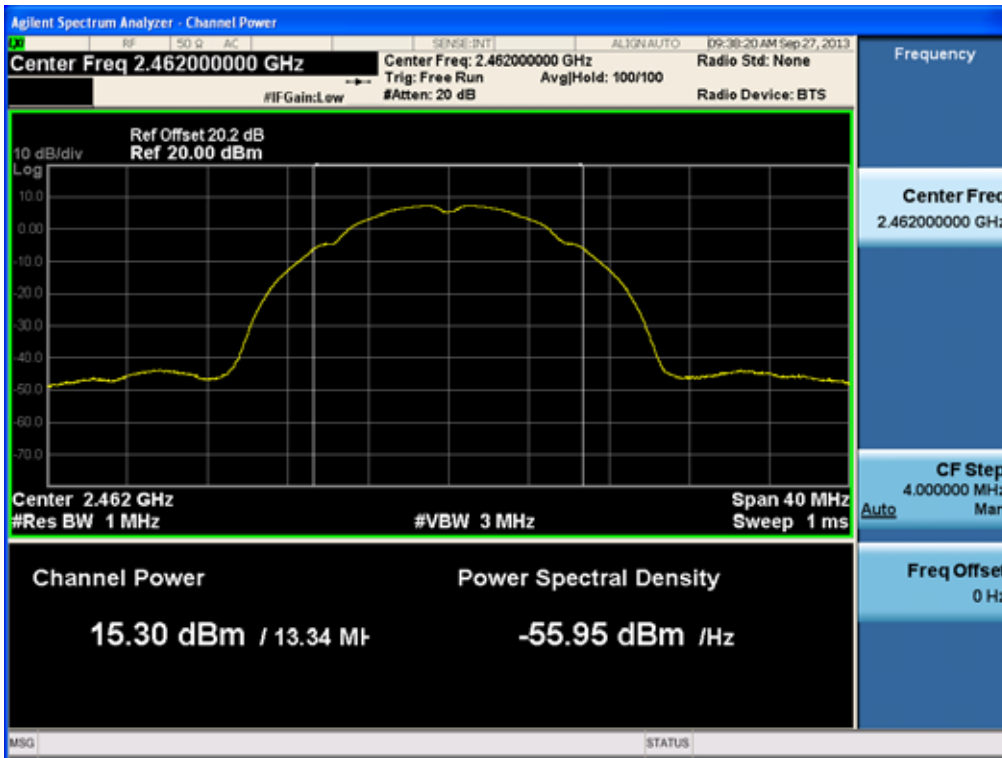 Agilent Spectrum Analyzer - Channel Power
LXI RF 50 Ω AC SENSE:INT ALIGN AUTO 09:38:20 AM Sep 27, 2013
Center Freq 2.462000000 GHz
Center Freq: 2.462000000 GHz Radio Std: None
Trig: Free Run Avg|Hold: 100/100
#IFGain:Low #Atten: 20 dB Radio Device: BTS
Ref Offset 20.2 dB
10 dB/div Ref 20.00 dBm
Log
10.0
0.00
-10.0
-20.0
-30.0
-40.0
-50.0
-60.0
-70.0
Center 2.462 GHz Span 40 MHz
#Res BW 1 MHz #VBW 3 MHz Sweep 1 ms
Channel Power Power Spectral Density
15.30 dBm / 13.34 MH -55.95 dBm /Hz
MSG STATUS
Frequency
Center Freq
2.462000000 GHz
CF Step
4.000000 MHz
Auto Man
Freq Offset
0 Hz